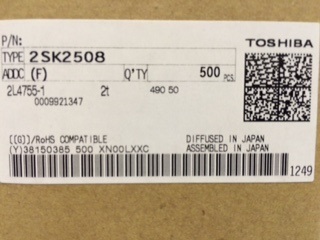 P/N:
TOSHIBA
TYPE 2SK2508
ADDC (F) Q'TY 500 PCS.
2L4755-1 2t 490 50
0009921347
((G))/RoHS COMPATIBLE DIFFUSED IN JAPAN
(Y)38150385 500 XN00LXXC ASSEMBLED IN JAPAN
1249